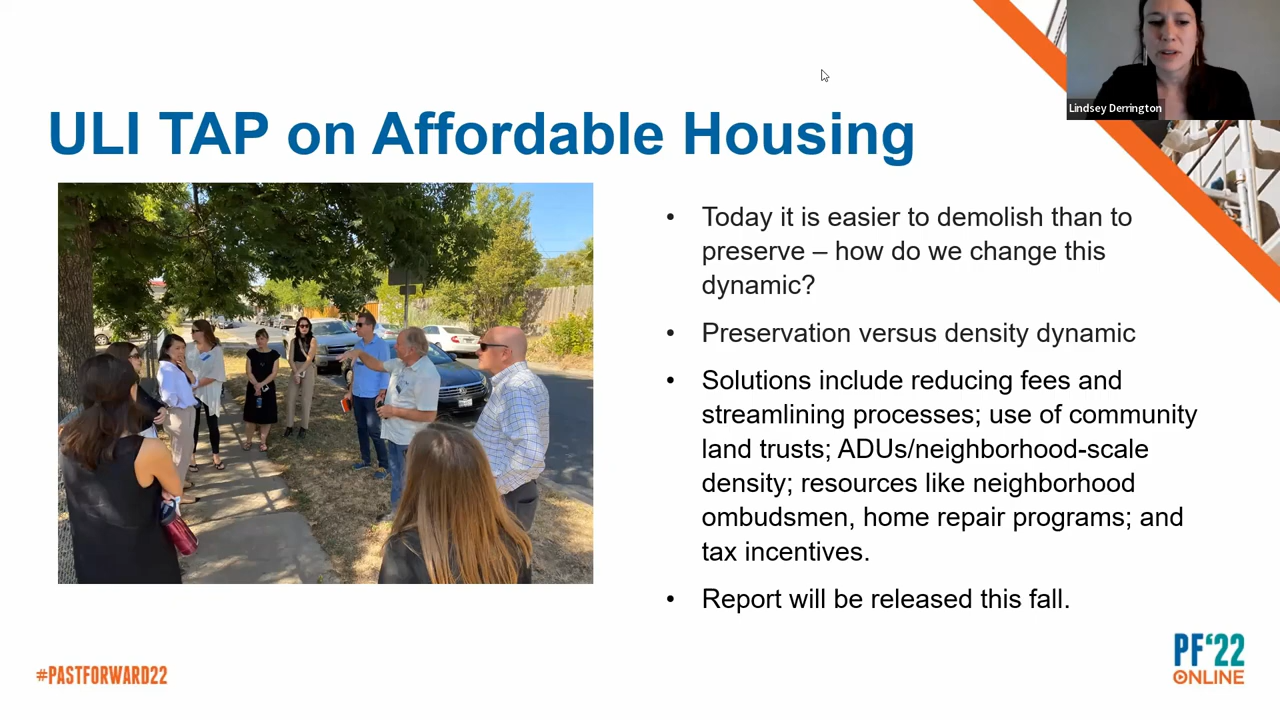 Lindsey Derrington
ULI TAP on Affordable Housing
• Today it is easier to demolish than to
preserve – how do we change this
dynamic?
• Preservation versus density dynamic
• Solutions include reducing fees and
streamlining processes; use of community
land trusts; ADUs/neighborhood-scale
density; resources like neighborhood
ombudsmen, home repair programs; and
tax incentives.
• Report will be released this fall.
#PASTFORWARD22
PF‘22
ONLINE